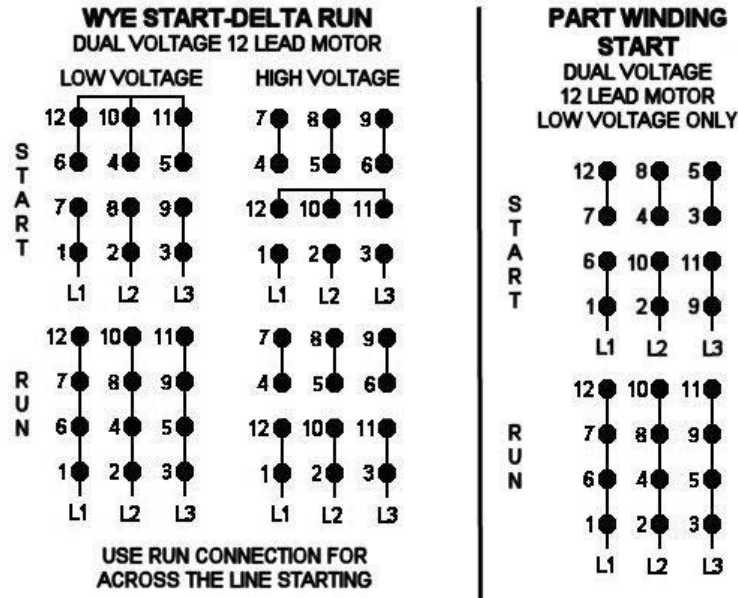 WYE START-DELTA RUN
DUAL VOLTAGE 12 LEAD MOTOR
LOW VOLTAGE HIGH VOLTAGE
START
12 10 11 7 8 9
6 4 5 4 5 6
7 8 9 12 10 11
1 2 3 1 2 3
L1 L2 L3 L1 L2 L3
RUN
12 10 11 7 8 9
7 8 9 4 5 6
6 4 5 12 10 11
1 2 3 1 2 3
L1 L2 L3 L1 L2 L3
USE RUN CONNECTION FOR
ACROSS THE LINE STARTING
PART WINDING
START
DUAL VOLTAGE
12 LEAD MOTOR
LOW VOLTAGE ONLY
START
12 8 5
7 4 3
6 10 11
1 2 9
L1 L2 L3
RUN
12 10 11
7 8 9
6 4 5
1 2 3
L1 L2 L3